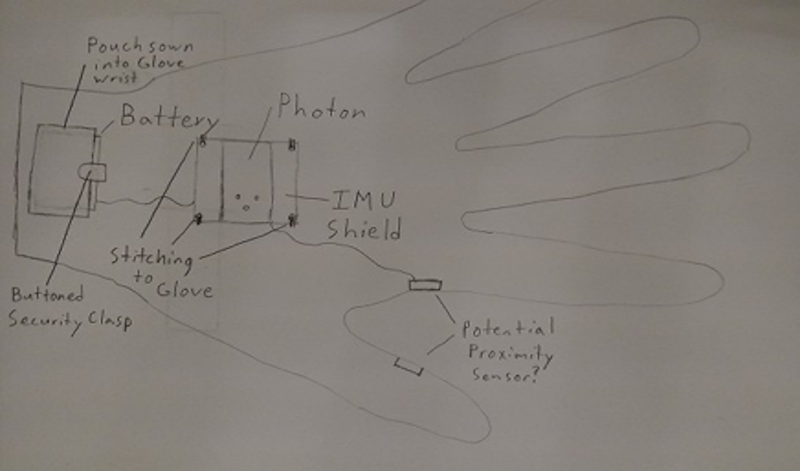 Pouch sown
into Glove
wrist
Battery
Photon
IMU
Shield
Stitching
to
Glove
Buttoned
Security Clasp
Potential
Proximity
Sensor?